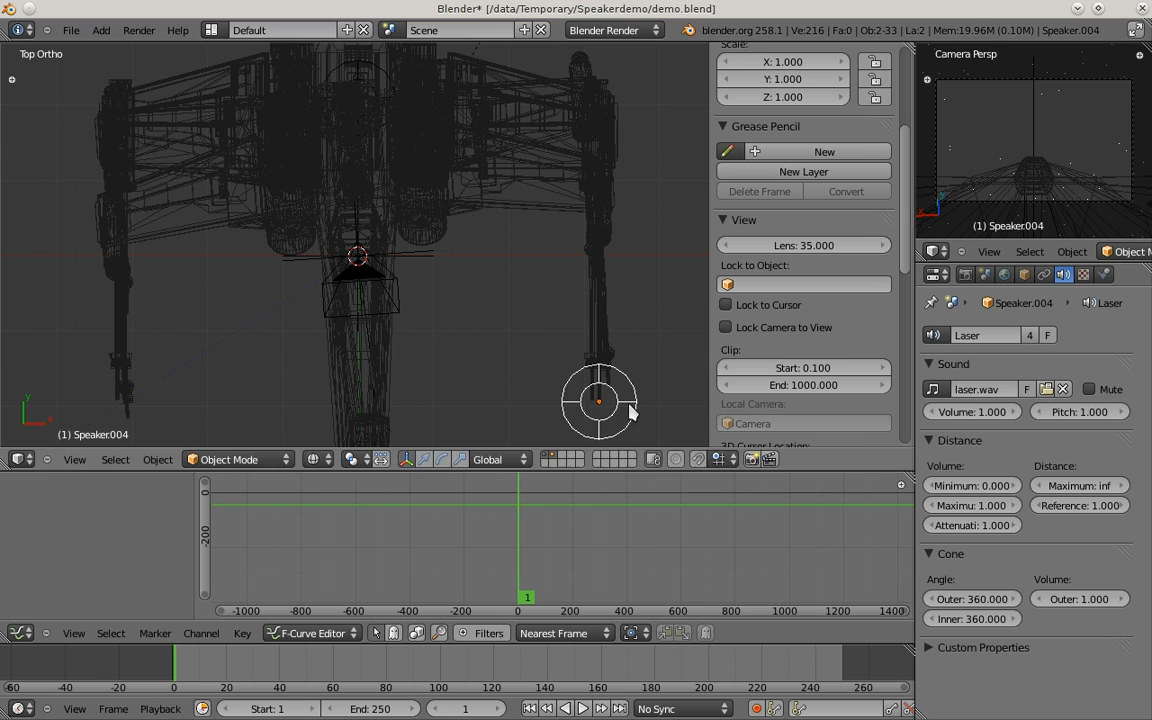 Blender* [/data/Temporary/Speakerdemo/demo.blend]
File Add Render Help Default Scene Blender Render blender.org 258.1 | Ve:216 | Fa:0 | Ob:2-33 | La:2 | Mem:19.96M (0.10M) | Speaker.004
Top Ortho
(1) Speaker.004
y
x
Scale:
X: 1.000
Y: 1.000
Z: 1.000
Grease Pencil
New
New Layer
Delete Frame Convert
View
Lens: 35.000
Lock to Object:
Lock to Cursor
Lock Camera to View
Clip:
Start: 0.100
End: 1000.000
Local Camera:
Camera
3D Cursor Location:
View Select Object Object Mode Global
Camera Persp
(1) Speaker.004
View Select Object Object M
Speaker.004 Laser
Laser 4 F
Sound
laser.wav F Mute
Volume: 1.000 Pitch: 1.000
Distance
Volume: Distance:
Minimum: 0.000 Maximum: inf
Maximu: 1.000 Reference: 1.000
Attenuati: 1.000
Cone
Angle: Volume:
Outer: 360.000 Outer: 1.000
Inner: 360.000
Custom Properties
0
-200
1
-1000 -800 -600 -400 -200 0 200 400 600 800 1000 1200 1400
View Select Marker Channel Key F-Curve Editor Filters Nearest Frame
-60 -40 -20 0 20 40 60 80 100 120 140 160 180 200 220 240 260
View Frame Playback Start: 1 End: 250 1 No Sync